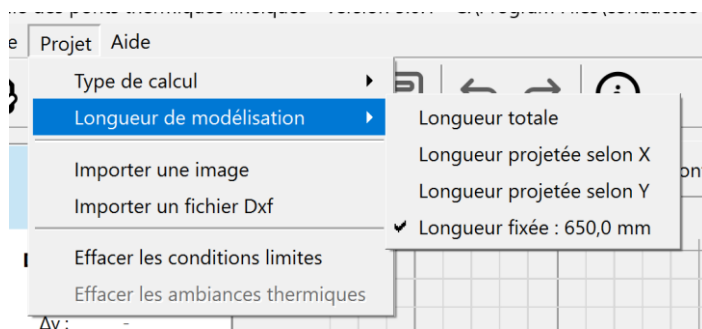 Projet Aide
Type de calcul
Longueur de modélisation
Longueur totale
Longueur projetée selon X
Longueur projetée selon Y
✔ Longueur fixée : 650,0 mm
Importer une image
Importer un fichier Dxf
Effacer les conditions limites
Effacer les ambiances thermiques
Δy : -